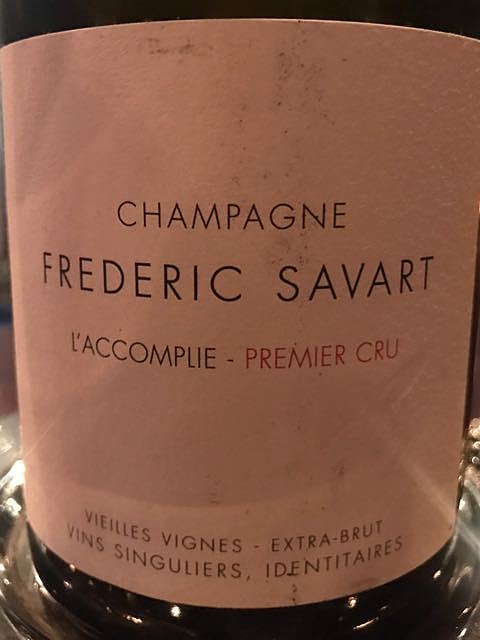 CHAMPAGNE
FREDERIC SAVART
L'ACCOMPLIE - PREMIER CRU
VIEILLES VIGNES - EXTRA-BRUT
VINS SINGULIERS, IDENTITAIRES